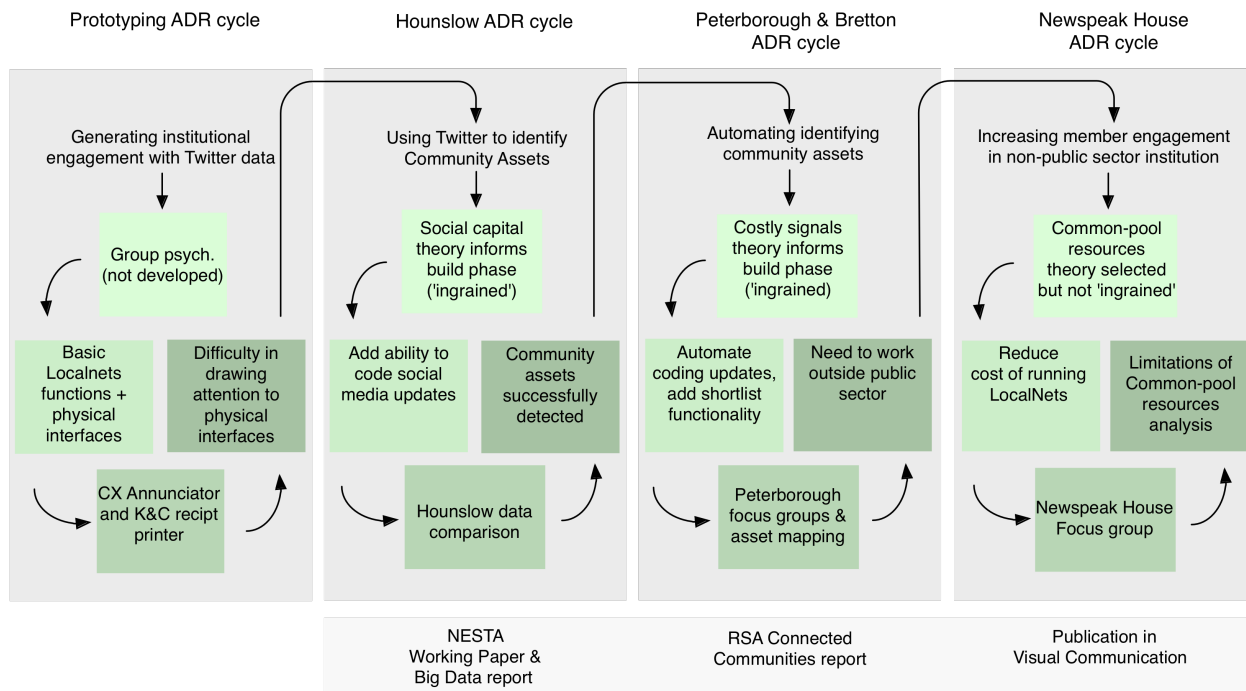 Prototyping ADR cycle
Generating institutional
engagement with Twitter data
Group psych.
(not developed)
Basic
Localnets
functions +
physical
interfaces
Difficulty in
drawing
attention to
physical
interfaces
CX Annunciator
and K&C recipt
printer
Hounslow ADR cycle
Using Twitter to identify
Community Assets
Social capital
theory informs
build phase
('ingrained')
Add ability to
code social
media updates
Community
assets
successfully
detected
Hounslow data
comparison
NESTA
Working Paper &
Big Data report
Peterborough & Bretton
ADR cycle
Automating identifying
community assets
Costly signals
theory informs
build phase
('ingrained)
Automate
coding updates,
add shortlist
functionality
Need to work
outside public
sector
Peterborough
focus groups &
asset mapping
RSA Connected
Communities report
Newspeak House
ADR cycle
Increasing member engagement
in non-public sector institution
Common-pool
resources
theory selected
but not 'ingrained'
Reduce
cost of running
LocalNets
Limitations of
Common-pool
resources
analysis
Newspeak House
Focus group
Publication in
Visual Communication